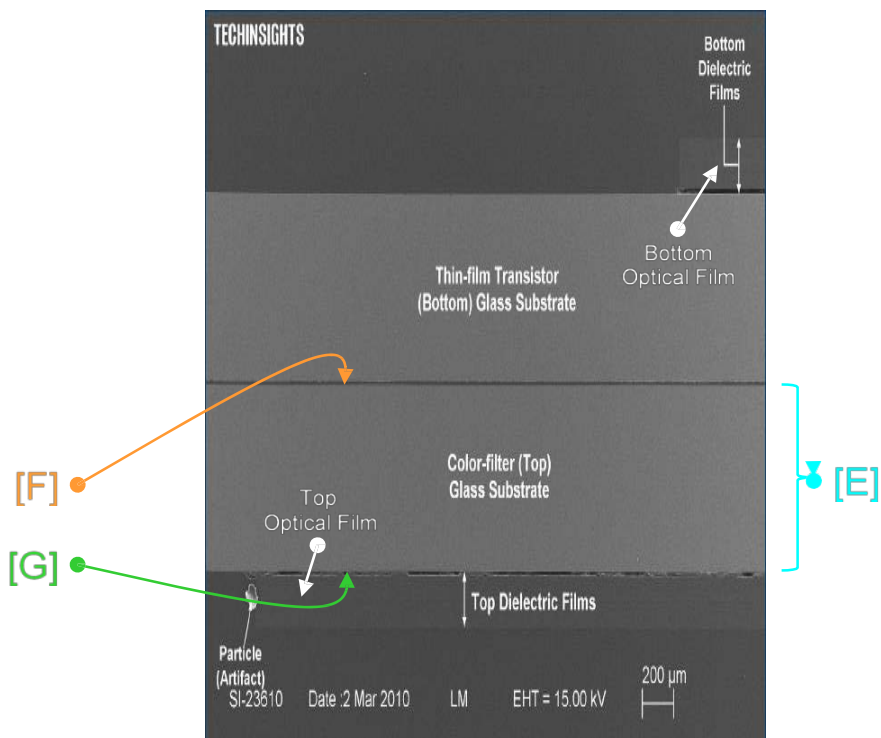 TECHINSIGHTS
Bottom
Dielectric
Films
Bottom
Optical Film
Thin-film Transistor
(Bottom) Glass Substrate
[F]
Color-filter (Top)
Glass Substrate
[E]
Top
Optical Film
[G]
Top Dielectric Films
Particle
(Artifact)
200 µm
SI-23610 Date :2 Mar 2010 LM EHT = 15.00 kV